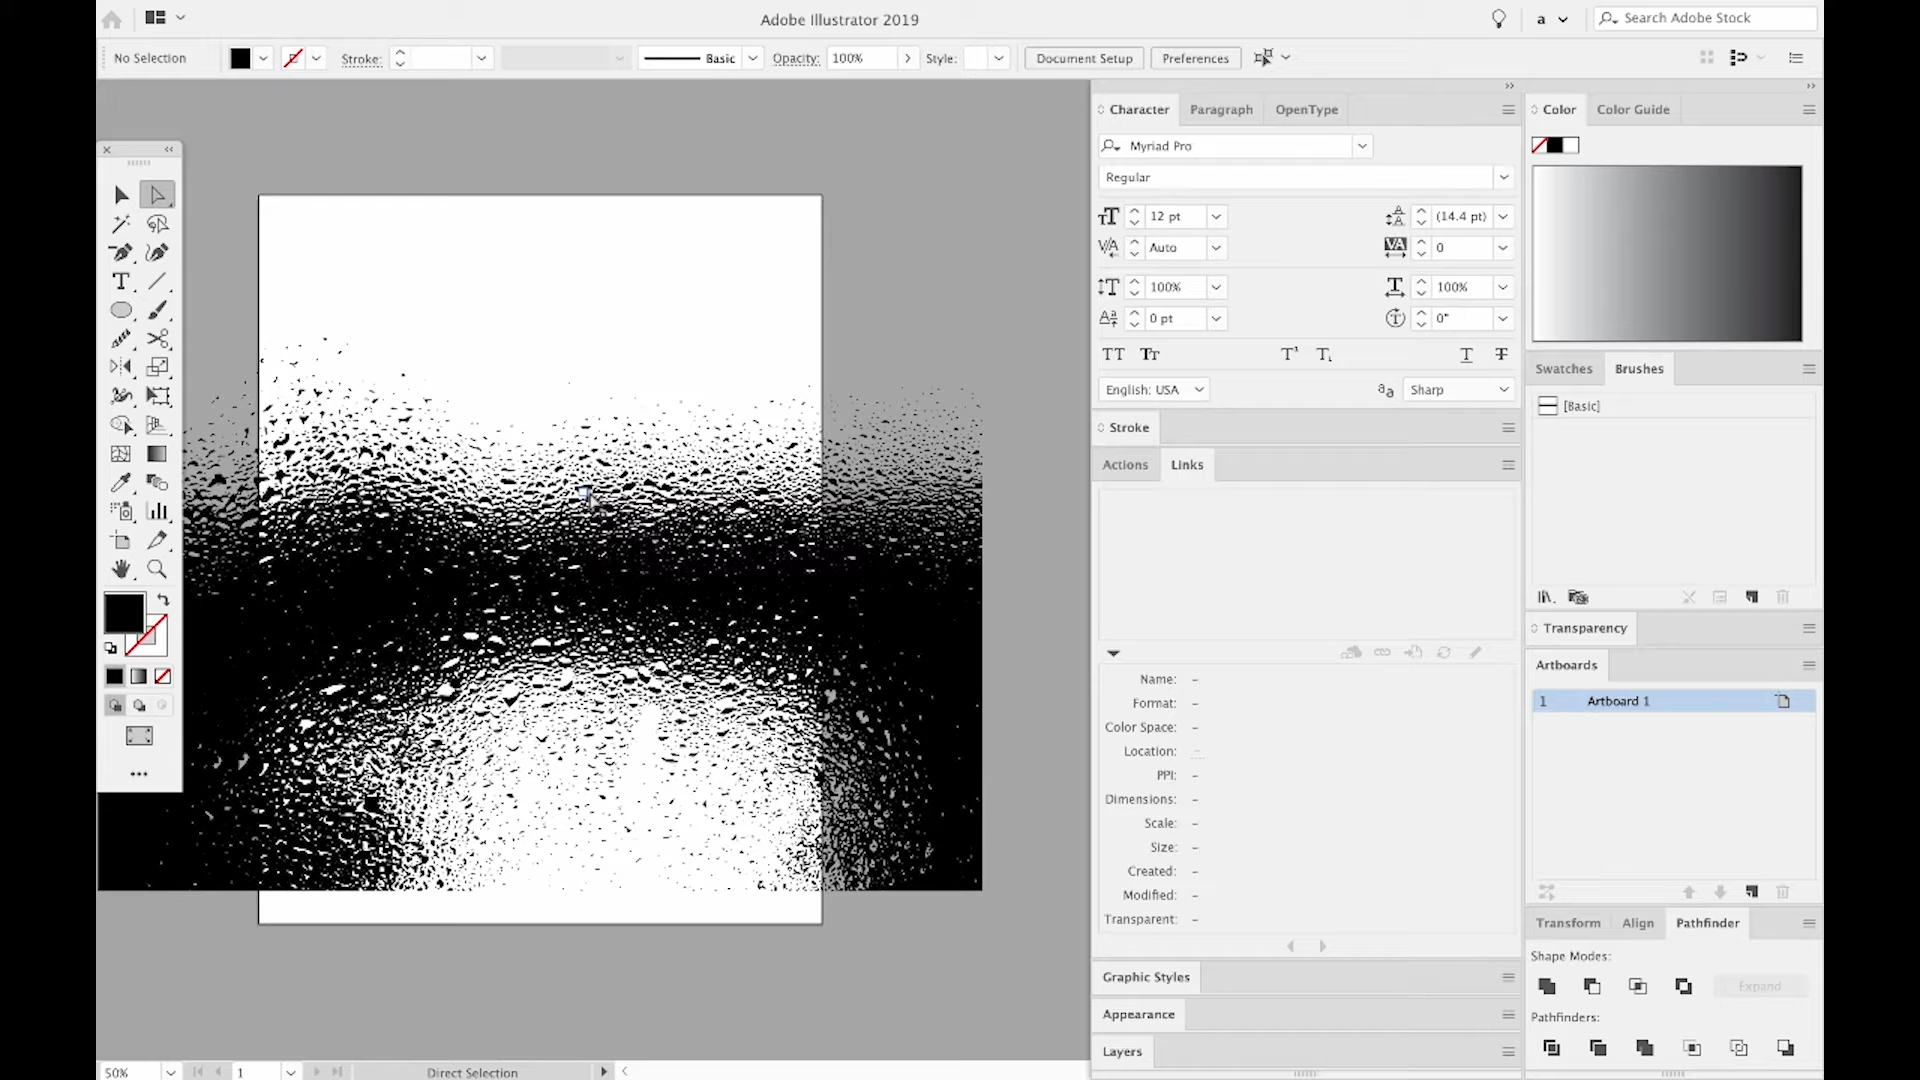 Adobe Illustrator 2019
a
Search Adobe Stock
No Selection
Stroke:
Basic
Opacity:
100%
Style:
Document Setup
Preferences
Character
Paragraph
OpenType
Myriad Pro
Regular
12 pt
(14.4 pt)
Auto
0
100%
100%
0 pt
0°
English: USA
Sharp
Stroke
Actions
Links
Name: –
Format: –
Color Space: –
Location: –
PPI: –
Dimensions: –
Scale: –
Size: –
Created: –
Modified: –
Transparent: –
Graphic Styles
Appearance
Layers
Color
Color Guide
Swatches
Brushes
[Basic]
Transparency
Artboards
1 Artboard 1
Transform
Align
Pathfinder
Shape Modes:
Expand
Pathfinders:
50%
1
Direct Selection